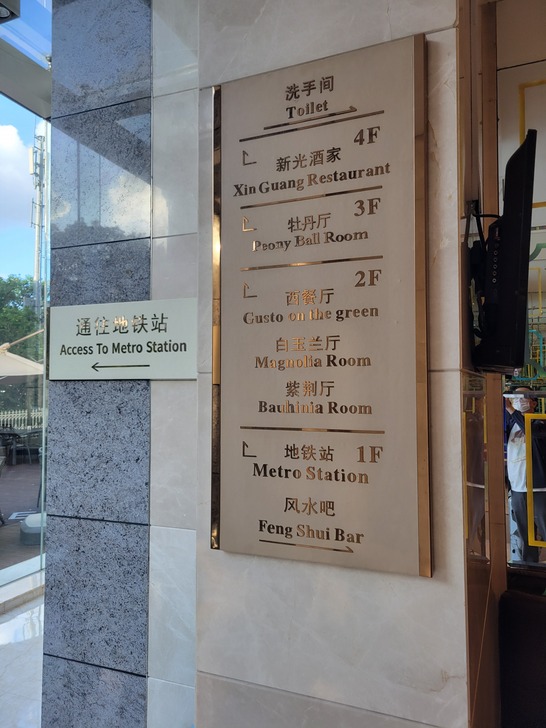 通往地铁站
Access To Metro Station
洗手间
Toilet
4F
新光酒家
Xin Guang Restaurant
3F
牡丹厅
Peony Ball Room
2F
西餐厅
Gusto on the green
白玉兰厅
Magnolia Room
紫荆厅
Bauhinia Room
地铁站 1F
Metro Station
风水吧
Feng Shui Bar